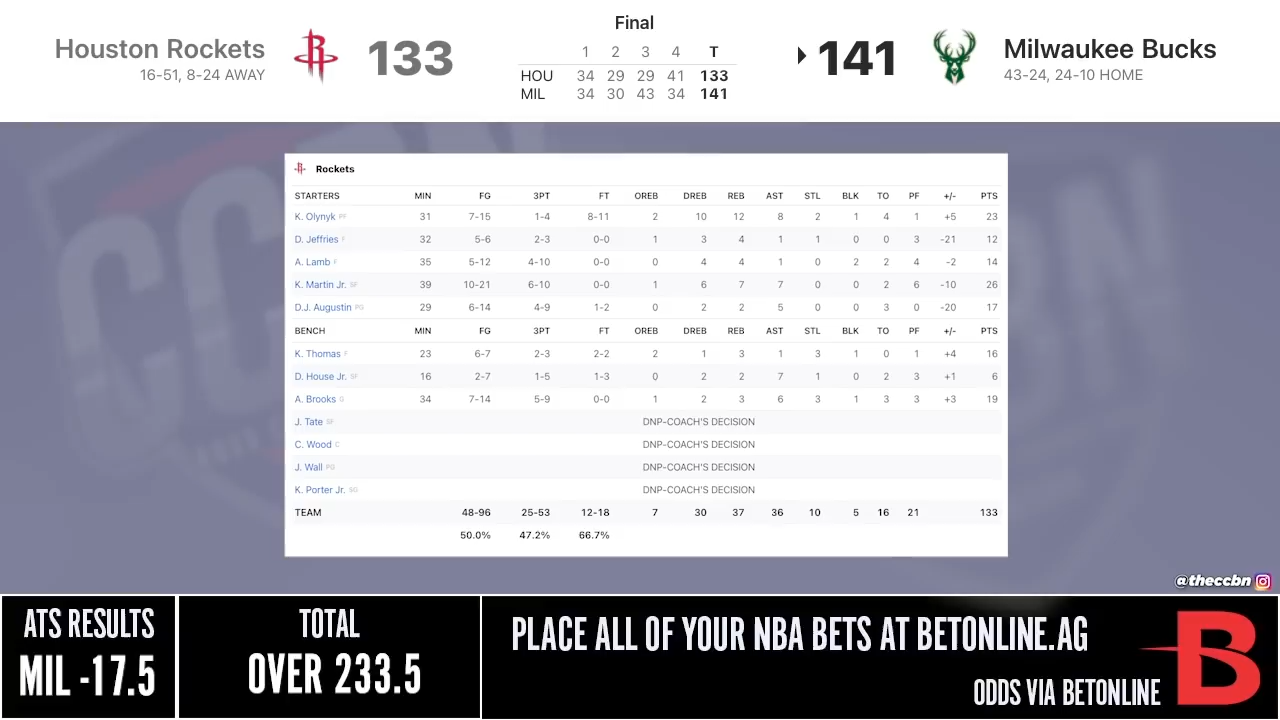 Final
Houston Rockets
16-51, 8-24 AWAY
133
1 2 3 4 T
HOU 34 29 29 41 133
MIL 34 30 43 34 141
141
Milwaukee Bucks
43-24, 24-10 HOME
Rockets
STARTERS MIN FG 3PT FT OREB DREB REB AST STL BLK TO PF +/- PTS
K. Olynyk PF 31 7-15 1-4 8-11 2 10 12 8 2 1 4 1 +5 23
D. Jeffries F 32 5-6 2-3 0-0 1 3 4 1 1 0 0 3 -21 12
A. Lamb F 35 5-12 4-10 0-0 0 4 4 1 0 2 2 4 -2 14
K. Martin Jr. SF 39 10-21 6-10 0-0 1 6 7 7 0 0 2 6 -10 26
D.J. Augustin PG 29 6-14 4-9 1-2 0 2 2 5 0 0 3 0 -20 17
BENCH MIN FG 3PT FT OREB DREB REB AST STL BLK TO PF +/- PTS
K. Thomas F 23 6-7 2-3 2-2 2 1 3 1 3 1 0 1 +4 16
D. House Jr. SF 16 2-7 1-5 1-3 0 2 2 7 1 0 2 3 +1 6
A. Brooks G 34 7-14 5-9 0-0 1 2 3 6 3 1 3 3 +3 19
J. Tate SF DNP-COACH'S DECISION
C. Wood C DNP-COACH'S DECISION
J. Wall PG DNP-COACH'S DECISION
K. Porter Jr. SG DNP-COACH'S DECISION
TEAM 48-96 25-53 12-18 7 30 37 36 10 5 16 21 133
50.0% 47.2% 66.7%
@theccbn
ATS RESULTS
MIL -17.5
TOTAL
OVER 233.5
PLACE ALL OF YOUR NBA BETS AT BETONLINE.AG
ODDS VIA BETONLINE
B